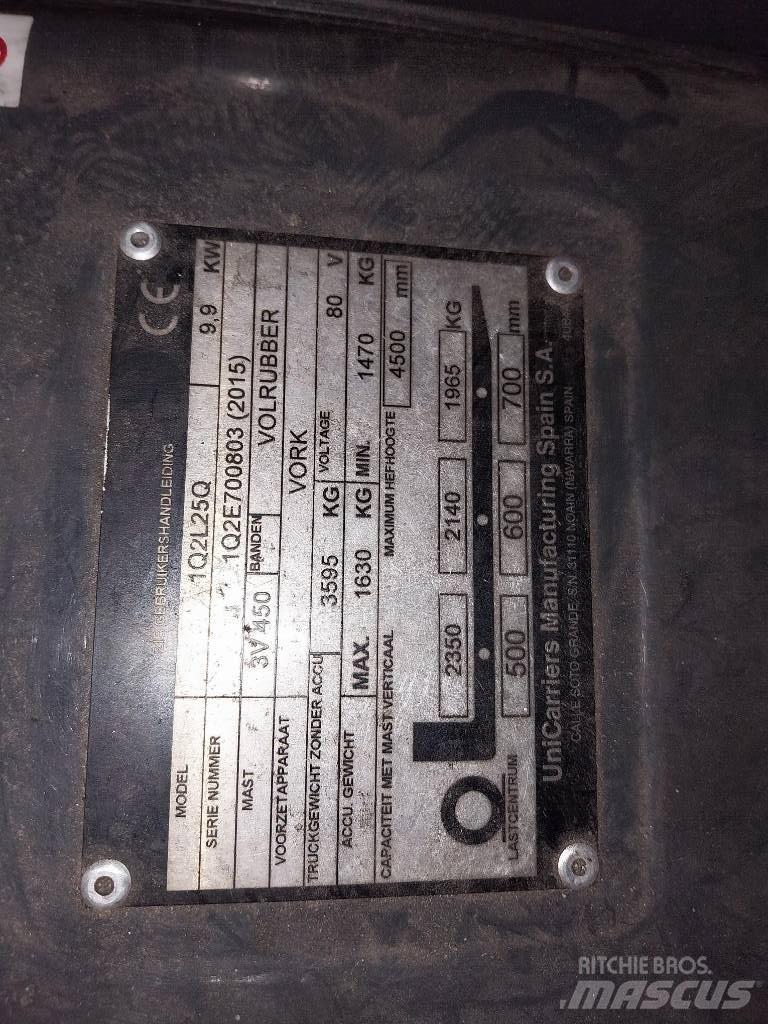 ZIE GEBRUIKERSHANDLEIDING CE
MODEL 1Q2L25Q 9,9 KW
SERIE NUMMER 1Q2E700803 (2015)
MAST 3V 450 BANDEN VOLRUBBER
VOORZETAPPARAAT VORK
TRUCKGEWICHT ZONDER ACCU 3595 KG VOLTAGE 80 V
ACCU GEWICHT MAX. 1630 KG MIN. 1470 KG
CAPACITEIT MET MAST VERTICAAL MAXIMUM HEFHOOGTE 4500 mm
2350 2140 1965 KG
LASTCENTRUM 500 600 700 mm
UniCarriers Manufacturing Spain S.A.
CALLE SOTO GRANDE, S/N, 31110 NOAIN (NAVARRA) SPAIN
RITCHIE BROS.
MASCUS